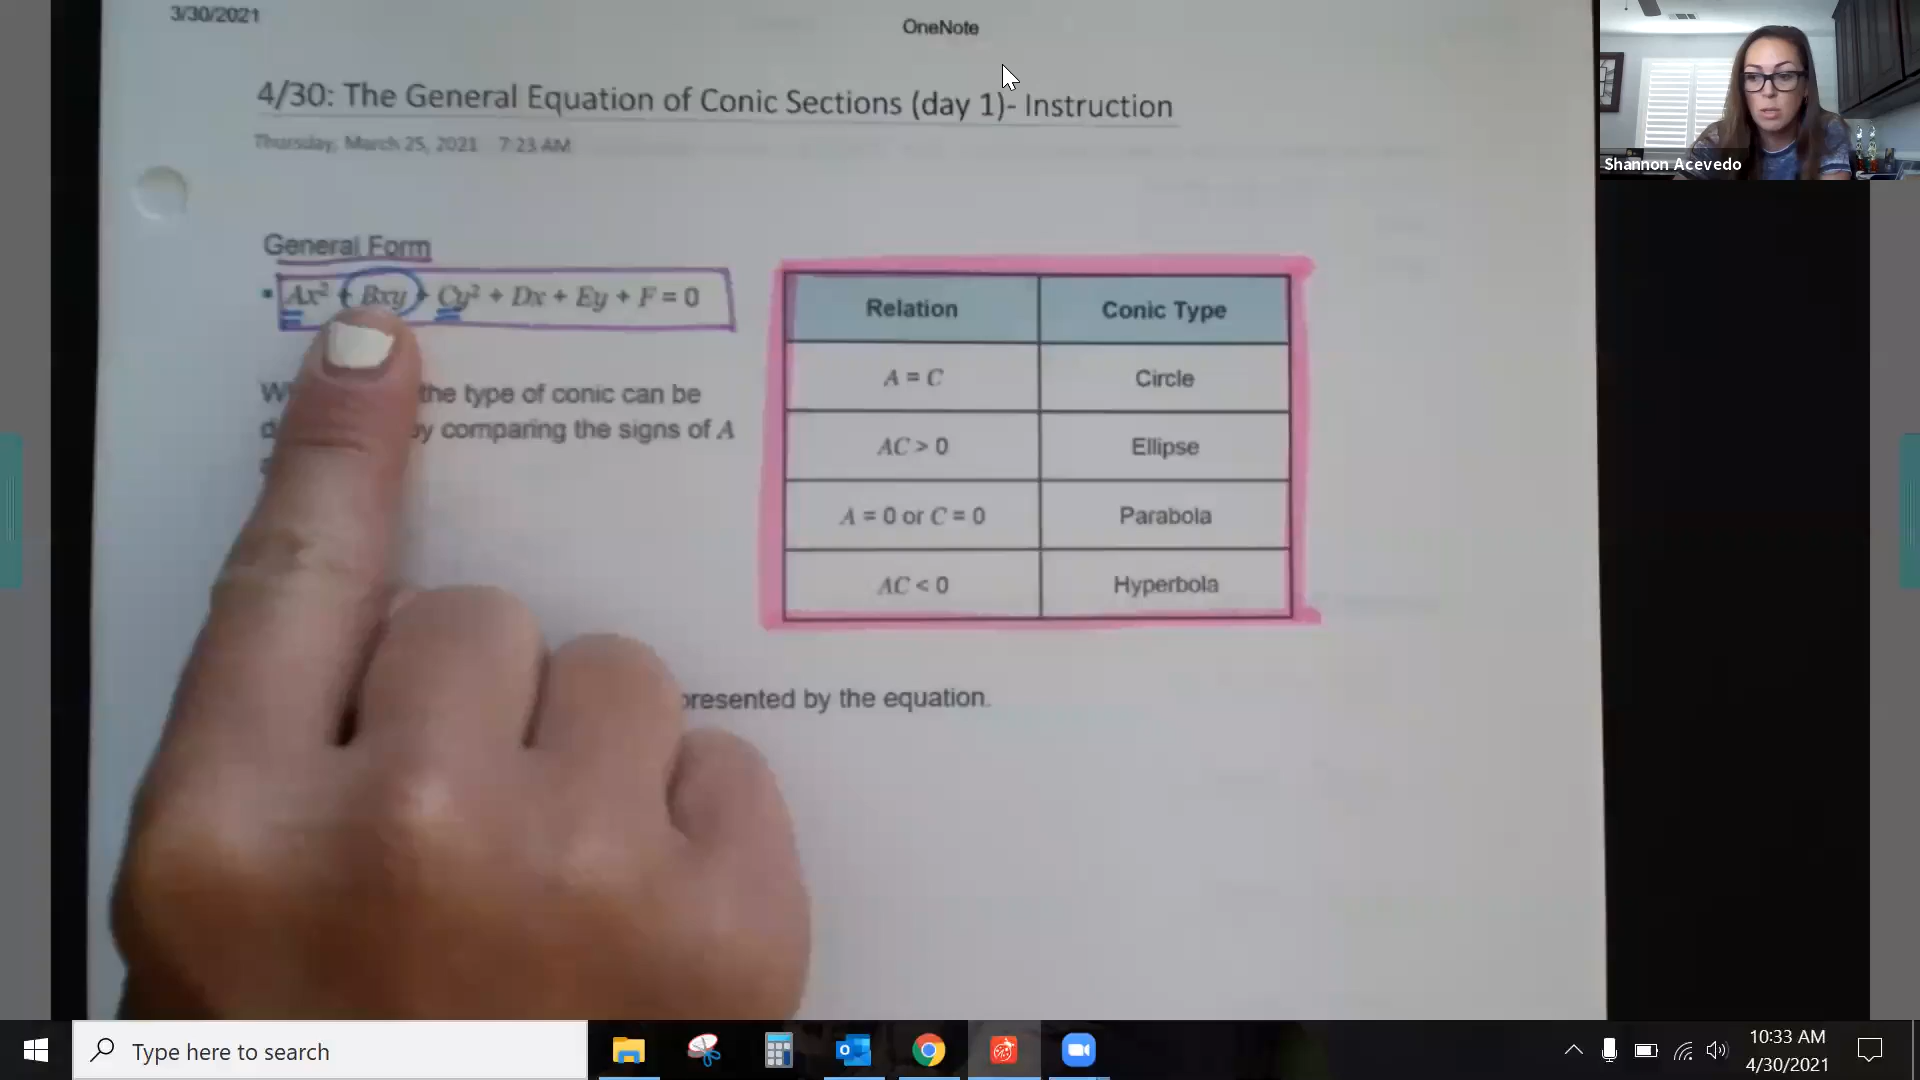 3/30/2021
OneNote
4/30: The General Equation of Conic Sections (day 1)- Instruction
Thursday, March 25, 2021 7:23 AM
General Form
Ax² + Bxy + Cy² + Dx + Ey + F = 0
the type of conic can be
by comparing the signs of A
Relation Conic Type
A = C Circle
AC > 0 Ellipse
A = 0 or C = 0 Parabola
AC < 0 Hyperbola
by the equation.
Shannon Acevedo
Type here to search
10:33 AM
4/30/2021